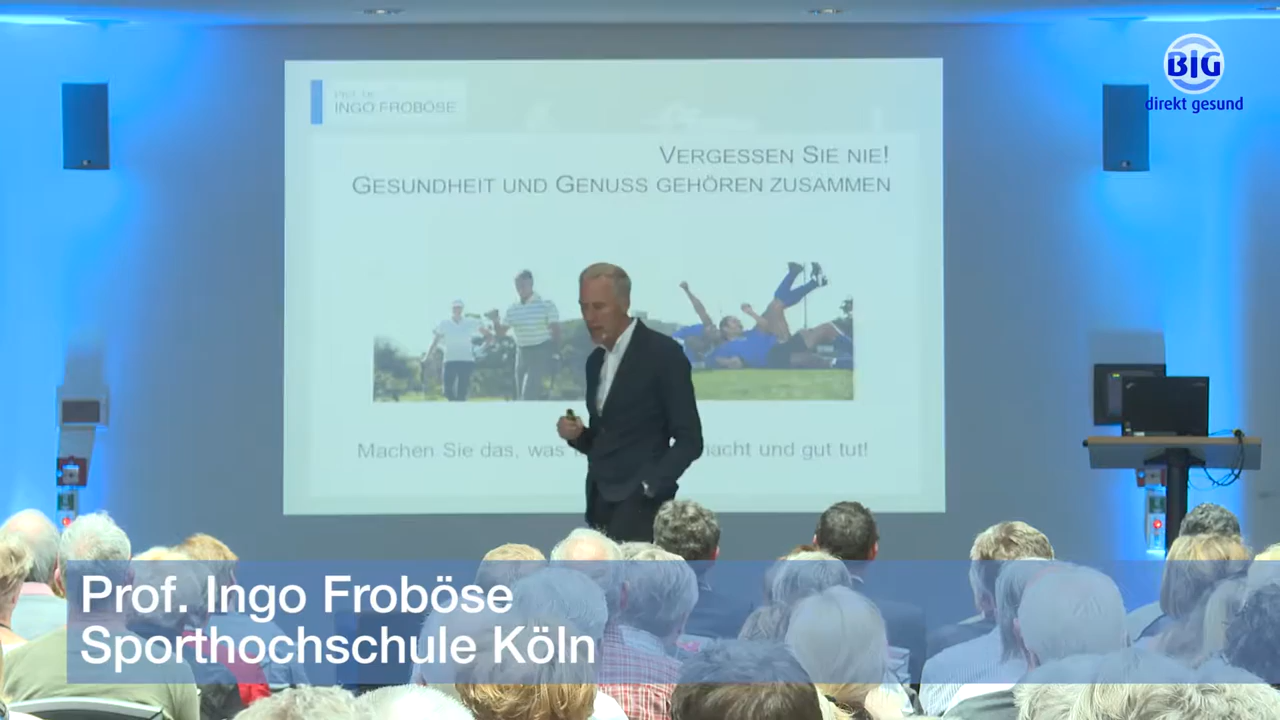 BIG
direkt gesund
PROF. DR.
INGO FROBÖSE
VERGESSEN SIE NIE!
GESUNDHEIT UND GENUSS GEHÖREN ZUSAMMEN
Machen Sie das, was macht und gut tut!
Prof. Ingo Froböse
Sporthochschule Köln